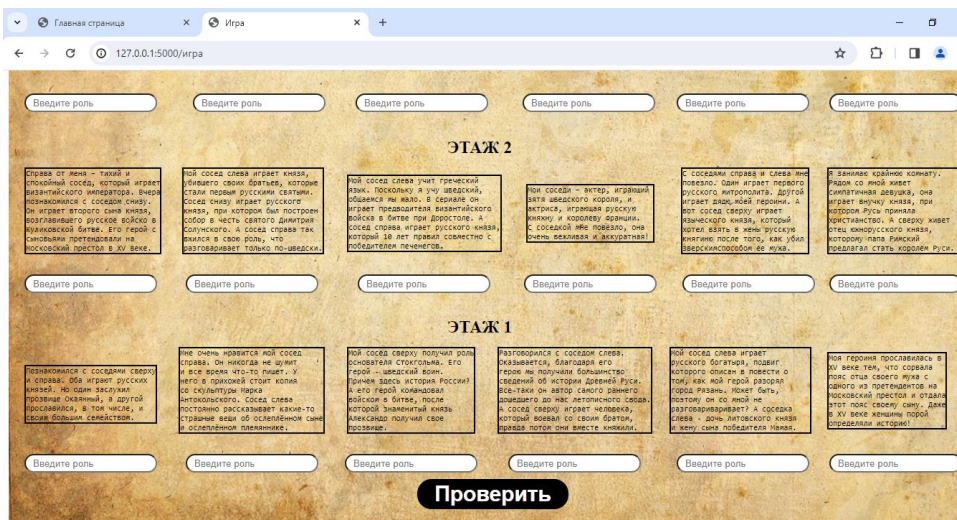 Главная страница
Игра
127.0.0.1:5000/игра
Введите роль Введите роль Введите роль Введите роль Введите роль Введите роль
ЭТАЖ 2
Справа от меня – тихий и
спокойный сосед, который играет
византийского императора. Вчера
познакомился с соседом снизу.
Он играет второго сына князя,
возглавившего русское войско в
Куликовской битве. Его герой с
сыновьями претендовали на
московский престол в XV веке.
Мой сосед слева играет князя,
убившего своих братьев, которые
стали первым русскими святыми.
Сосед снизу играет русского
князя, при котором был построен
собор в честь святого Димитрия
Солунского. А сосед справа так
вжился в свою роль, что
разговаривает только по-шведски.
Мой сосед слева учит греческий
язык. Поскольку я учу шведский,
общаемся мы мало. В сериале он
играет предводителя византийского
войска в битве при Доростоле. А
сосед справа играет русского князя,
который 10 лет правил совместно с
победителем печенегов.
Мои соседи – актер, играющий
зятя шведского короля, и
актриса, играющая русскую
княжну и королеву Франции.
С соседкой мне повезло, она
очень вежливая и аккуратная!
С соседями справа и слева мне
повезло. Один играет первого
русского митрополита. Другой
играет дядю моей героини. А
вот сосед сверху играет
языческого князя, который
хотел взять в жены русскую
княгиню после того, как убил
зверскимспособом ее мужа.
Я занимаю крайнюю комнату.
Рядом со мной живет
симпатичная девушка, она
играет внучку князя, при
котором Русь приняла
христианство. А сверху живет
отец южнорусского князя,
которому папа Римский
предлагал стать королём Руси.
Введите роль Введите роль Введите роль Введите роль Введите роль Введите роль
ЭТАЖ 1
Познакомился с соседями сверху
и справа. Оба играют русских
князей. Но один заслужил
прозвище Окаянный, а другой
прославился, в том числе, и
своим большим семейством.
Мне очень нравится мой сосед
справа. Он никогда не шумит
и все время что-то пишет. У
него в прихожей стоит копия
со скульптуры Марка
Антокольского. Сосед слева
постоянно рассказывает какие-то
страшные вещи об ослеплённом сыне
и ослеплённом племяннике.
Мой сосед сверху получил роль
основателя Стокгольма. Его
герой – шведский воин.
Причем здесь история России?
А его герой командовал
войском в битве, после
которой знаменитый князь
Александр получил свое
прозвище.
Разговорился с соседом слева.
Оказывается, благодаря его
герою мы получили большинство
сведений об истории Древней Руси.
Все-таки он автор самого раннего
дошедшего до нас летописного свода.
А сосед сверху играет человека,
который воевал со своим братом,
правда потом они вместе княжили.
Мой сосед слева играет
русского богатыря, подвиг
которого описан в повести о
том, как мой герой разорял
город Рязань. Может быть,
поэтому он со мной не
разговаривает? А соседка
слева - дочь литовского князя
и жену сына победителя Мамая.
Моя героиня прославилась в
XV веке тем, что сорвала
пояс отца своего мужа с
одного из претендентов на
Московский престол и отдала
этот пояс своему сыну. Даже
в XV веке женщины порой
определяли историю!
Введите роль Введите роль Введите роль Введите роль Введите роль Введите роль
Проверить